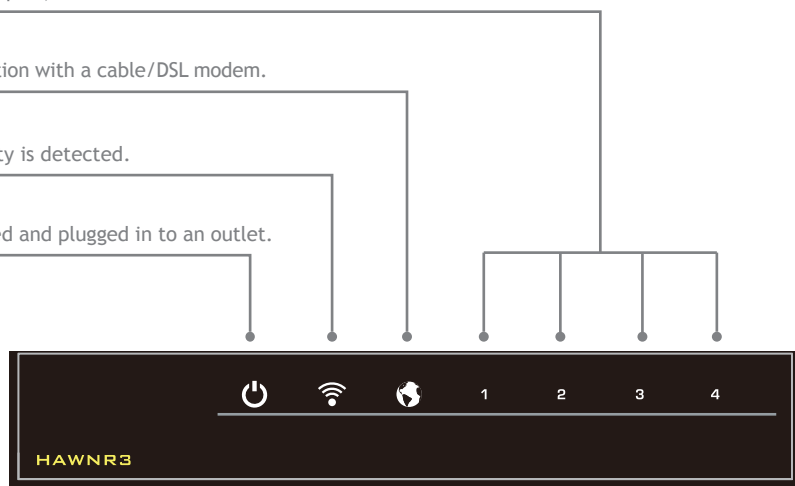 tion with a cable/DSL modem.
ty is detected.
ed and plugged in to an outlet.
1 2 3 4
HAWNR3